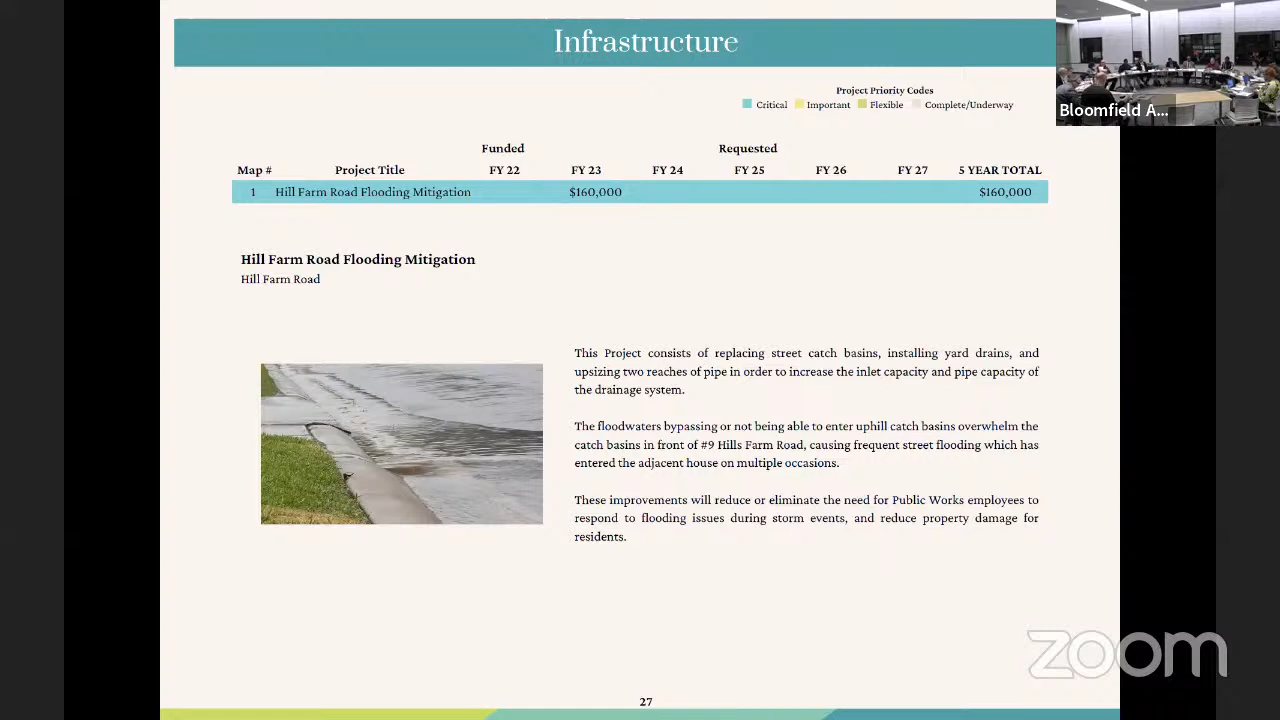 Infrastructure
Bloomfield A...
Project Priority Codes
Critical Important Flexible Complete/Underway
Funded Requested
Map # Project Title FY 22 FY 23 FY 24 FY 25 FY 26 FY 27 5 YEAR TOTAL
1 Hill Farm Road Flooding Mitigation $160,000 $160,000
Hill Farm Road Flooding Mitigation
Hill Farm Road
This Project consists of replacing street catch basins, installing yard drains, and
upsizing two reaches of pipe in order to increase the inlet capacity and pipe capacity of
the drainage system.
The floodwaters bypassing or not being able to enter uphill catch basins overwhelm the
catch basins in front of #9 Hills Farm Road, causing frequent street flooding which has
entered the adjacent house on multiple occasions.
These improvements will reduce or eliminate the need for Public Works employees to
respond to flooding issues during storm events, and reduce property damage for
residents.
zoom
27